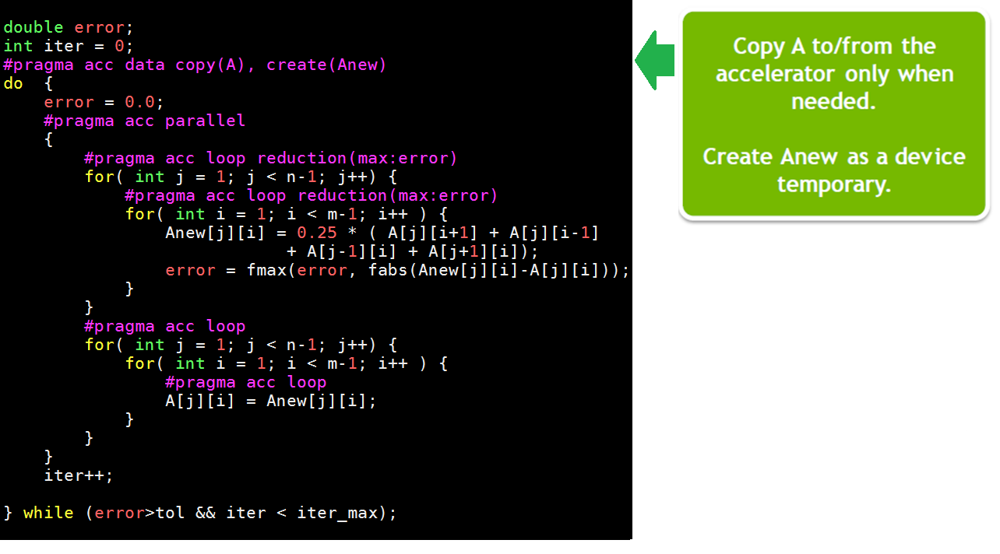 double error;
int iter = 0;
#pragma acc data copy(A), create(Anew)
do  {
    error = 0.0;
    #pragma acc parallel
    {
        #pragma acc loop reduction(max:error)
        for( int j = 1; j < n-1; j++) {
            #pragma acc loop reduction(max:error)
            for( int i = 1; i < m-1; i++ ) {
                Anew[j][i] = 0.25 * ( A[j][i+1] + A[j][i-1]
                            + A[j-1][i] + A[j+1][i]);
                error = fmax(error, fabs(Anew[j][i]-A[j][i]));
            }
        }
        #pragma acc loop
        for( int j = 1; j < n-1; j++) {
            for( int i = 1; i < m-1; i++ ) {
                #pragma acc loop
                A[j][i] = Anew[j][i];
            }
        }
    }
    iter++;
} while (error>tol && iter < iter_max);
Copy A to/from the
accelerator only when
needed.
Create Anew as a device
temporary.